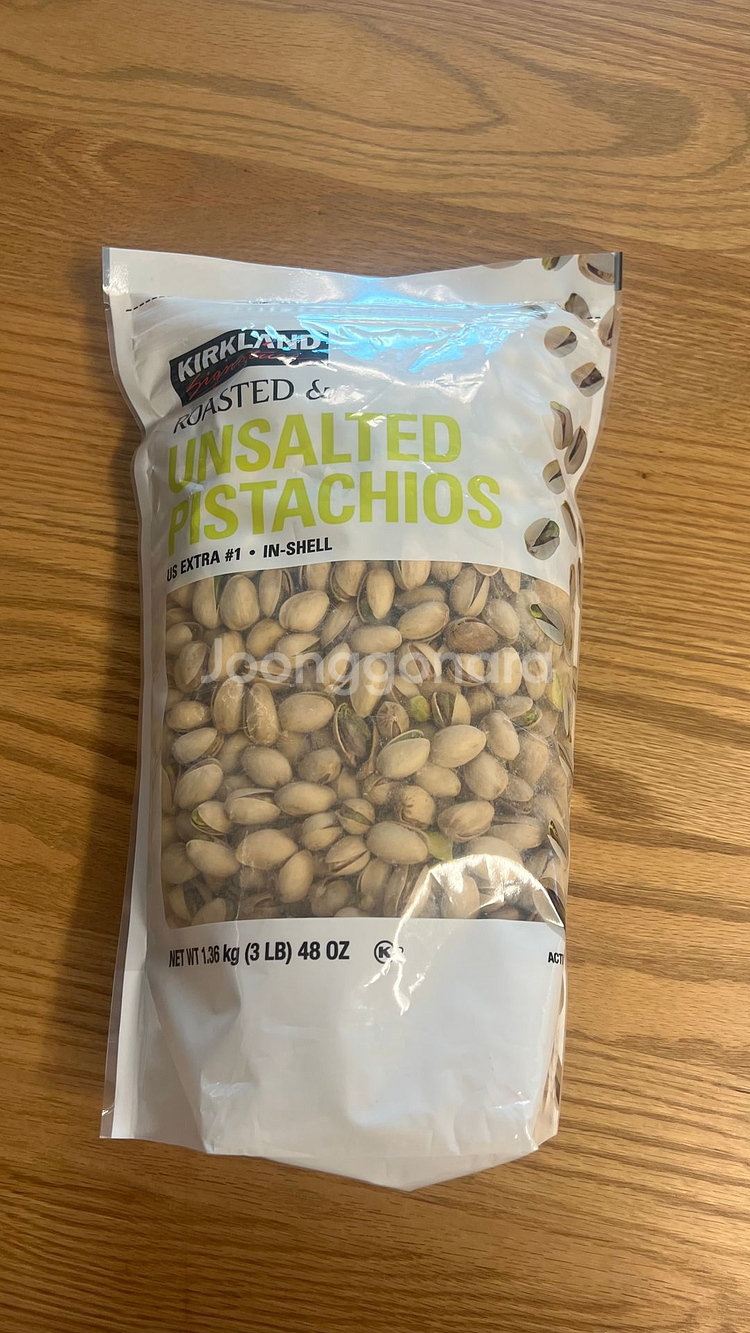 KIRKLAND
Signature
ROASTED &
UNSALTED
PISTACHIOS
US EXTRA #1 • IN-SHELL
Joonggonara
NET WT 1.36 kg (3 LB) 48 OZ K